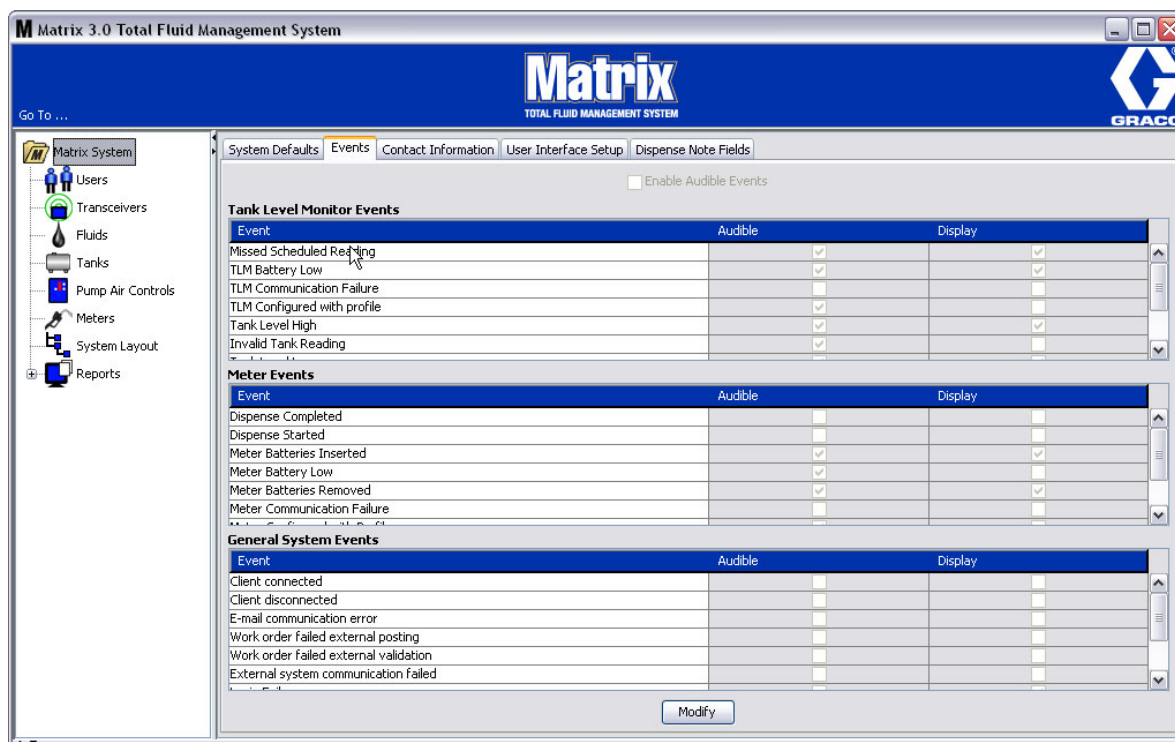 M Matrix 3.0 Total Fluid Management System
Matrix
TOTAL FLUID MANAGEMENT SYSTEM
Go To ...
GRACO
Matrix System
Users
Transceivers
Fluids
Tanks
Pump Air Controls
Meters
System Layout
Reports
System Defaults Events Contact Information User Interface Setup Dispense Note Fields
Enable Audible Events
Tank Level Monitor Events
Event Audible Display
Missed Scheduled Reading
TLM Battery Low
TLM Communication Failure
TLM Configured with profile
Tank Level High
Invalid Tank Reading
Meter Events
Event Audible Display
Dispense Completed
Dispense Started
Meter Batteries Inserted
Meter Battery Low
Meter Batteries Removed
Meter Communication Failure
General System Events
Event Audible Display
Client connected
Client disconnected
E-mail communication error
Work order failed external posting
Work order failed external validation
External system communication failed
Modify